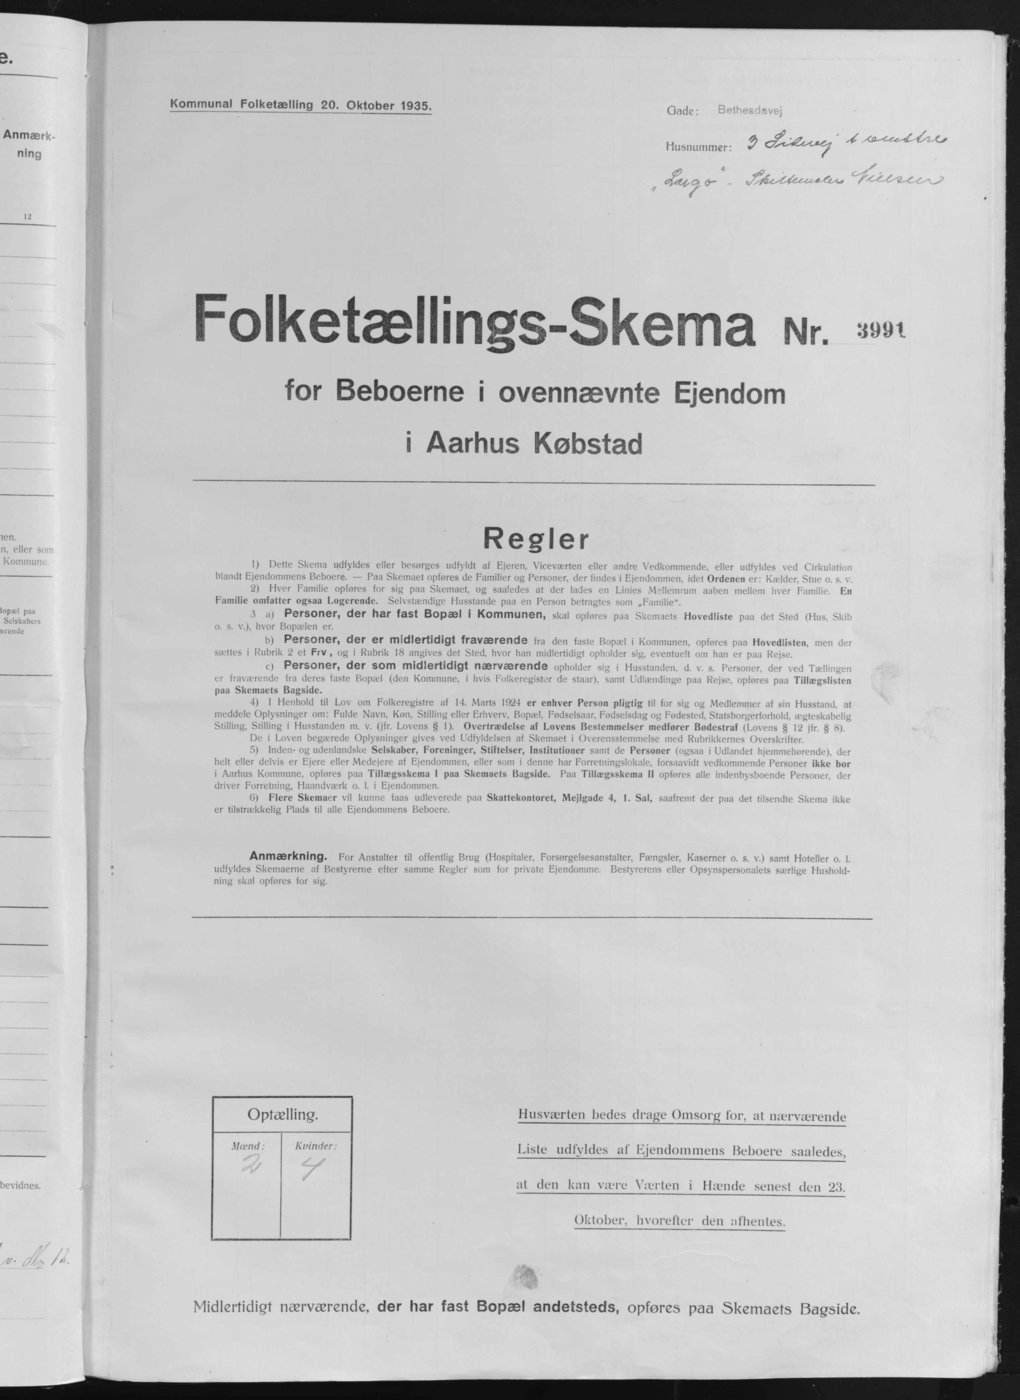 e.
Anmærk-
ning
12
nen.
n, eller som
Kommune.
Bopæl paa
Selskabers
ærende
bevidnes.
v. No 12.
Kommunal Folketælling 20. Oktober 1935.
Gade: Bethesdavej
Husnummer: 3 Sidevej t venstre
"Largo" - Skiltemaler Nielsen
Folketællings-Skema Nr. 3991
for Beboerne i ovennævnte Ejendom
i Aarhus Købstad
Regler
1) Dette Skema udfyldes eller besørges udfyldt af Ejeren, Viceværten eller andre Vedkommende, eller udfyldes ved Cirkulation
blandt Ejendommens Beboere. — Paa Skemaet opføres de Familier og Personer, der findes i Ejendommen, idet Ordenen er: Kælder, Stue o. s. v.
2) Hver Familie opføres for sig paa Skemaet, og saaledes at der lades en Linies Mellemrum aaben mellem hver Familie. En
Familie omfatter ogsaa Logerende. Selvstændige Husstande paa en Person betragtes som „Familie“.
3 a) Personer, der har fast Bopæl i Kommunen, skal opføres paa Skemaets Hovedliste paa det Sted (Hus, Skib
o. s. v.), hvor Bopælen er.
b) Personer, der er midlertidigt fraværende fra den faste Bopæl i Kommunen, opføres paa Hovedlisten, men der
sættes i Rubrik 2 et Frv, og i Rubrik 18 angives det Sted, hvor han midlertidigt opholder sig, eventuelt om han er paa Rejse.
c) Personer, der som midlertidigt nærværende opholder sig i Husstanden, d. v. s. Personer, der ved Tællingen
er fraværende fra deres faste Bopæl (den Kommune, i hvis Folkeregister de staar), samt Udlændinge paa Rejse, opføres paa Tillægslisten
paa Skemaets Bagside.
4) I Henhold til Lov om Folkeregistre af 14. Marts 1924 er enhver Person pligtig til for sig og Medlemmer af sin Husstand, at
meddele Oplysninger om: Fulde Navn, Køn, Stilling eller Erhverv, Bopæl, Fødselsaar, Fødselsdag og Fødested, Statsborgerforhold, ægteskabelig
Stilling, Stilling i Husstanden m. v. (jfr. Lovens § 1). Overtrædelse af Lovens Bestemmelser medfører Bødestraf (Lovens § 12 jfr. § 8).
De i Loven begærede Oplysninger gives ved Udfyldelsen af Skemaet i Overensstemmelse med Rubrikkernes Overskrifter.
5) Inden- og udenlandske Selskaber, Foreninger, Stiftelser, Institutioner samt de Personer (ogsaa i Udlandet hjemmehørende), der
helt eller delvis er Ejere eller Medejere af Ejendommen, eller som i denne har Forretningslokale, forsaavidt vedkommende Personer ikke bor
i Aarhus Kommune, opføres paa Tillægsskema I paa Skemaets Bagside. Paa Tillægsskema II opføres alle indenbysboende Personer, der
driver Forretning, Haandværk o. l. i Ejendommen.
6) Flere Skemaer vil kunne faas udleverede paa Skattekontoret, Mejlgade 4, 1. Sal, saafremt der paa det tilsendte Skema ikke
er tilstrækkelig Plads til alle Ejendommens Beboere.
Anmærkning. For Anstalter til offentlig Brug (Hospitaler, Forsørgelsesanstalter, Fængsler, Kaserner o. s. v.) samt Hoteller o. l.
udfyldes Skemaerne af Bestyrerne efter samme Regler som for private Ejendomme. Bestyrerens eller Opsynspersonalets særlige Hushold-
ning skal opføres for sig.
Optælling.
Mænd: Kvinder:
2 4
Husværten bedes drage Omsorg for, at nærværende
Liste udfyldes af Ejendommens Beboere saaledes,
at den kan være Værten i Hænde senest den 23.
Oktober, hvorefter den afhentes.
Midlertidigt nærværende, der har fast Bopæl andetsteds, opføres paa Skemaets Bagside.